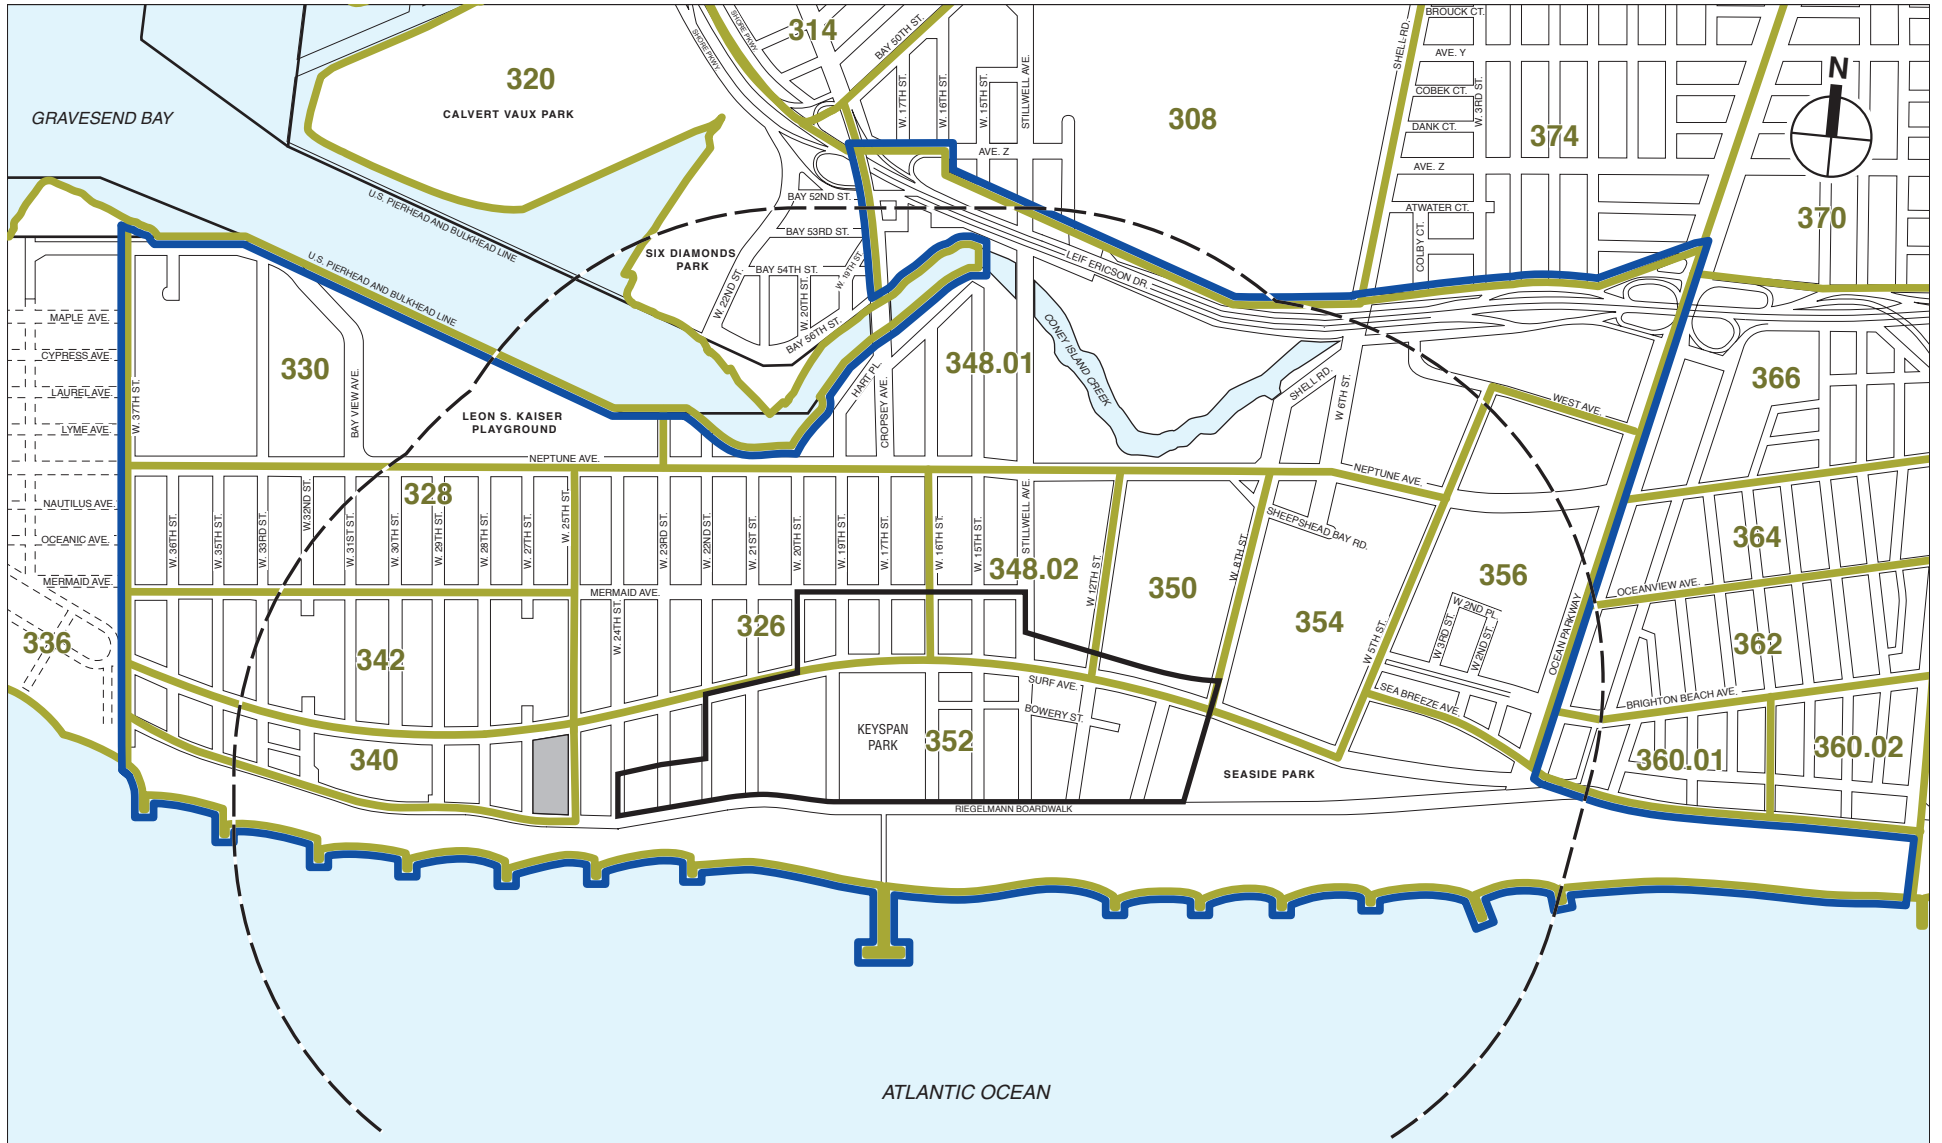 BROUCK CT.
SHORE PKWY
SHORE PKWY
314
BAY 50TH ST.
SHELL RD.
AVE. Y
N
320
CALVERT VAUX PARK
W. 17TH ST.
W. 16TH ST.
W. 15TH ST.
STILLWELL AVE.
COBEK CT.
W. 3RD ST.
GRAVESEND BAY
308
DANK CT.
374
AVE. Z
AVE. Z
U.S. PIERHEAD AND BULKHEAD LINE
BAY 52ND ST.
ATWATER CT.
370
BAY 53RD ST.
COLBY CT.
SIX DIAMONDS
PARK
BAY 54TH ST.
W. 19TH ST.
LEIF ERICSON DR.
U.S. PIERHEAD AND BULKHEAD LINE
W. 22ND ST.
W. 20TH ST.
BAY 56TH ST.
MAPLE AVE.
CYPRESS AVE.
330
348.01
CONEY ISLAND CREEK
366
LAUREL AVE.
W. 37TH ST.
BAY VIEW AVE.
HART PL.
CROPSEY AVE.
SHELL RD.
W 6TH ST.
WEST AVE.
LEON S. KAISER
PLAYGROUND
LYME AVE.
NEPTUNE AVE.
NEPTUNE AVE.
328
NAUTILUS AVE.
OCEANIC AVE.
W. 36TH ST.
W. 35TH ST.
W. 33RD ST.
W.32ND ST.
W. 31ST ST.
W. 30TH ST.
W. 29TH ST.
W. 28TH ST.
W. 27TH ST.
W. 25TH ST.
W. 23RD ST.
W. 22ND ST.
W. 21ST ST.
W. 20TH ST.
W. 19TH ST.
W. 17TH ST.
W. 16TH ST.
W. 15TH ST.
STILLWELL AVE.
SHEEPSHEAD BAY RD.
364
348.02
W 12TH ST.
350
W. 8TH ST.
356
MERMAID AVE.
MERMAID AVE.
OCEANVIEW AVE.
336
342
W. 24TH ST.
326
354
W 5TH ST.
W 2ND PL.
W. 3RD ST.
W 2ND ST.
OCEAN PARKWAY
362
SURF AVE.
SEA BREEZE AVE.
BRIGHTON BEACH AVE.
BOWERY ST.
KEYSPAN
PARK
352
340
SEASIDE PARK
360.01
360.02
RIEGELMANN BOARDWALK
ATLANTIC OCEAN